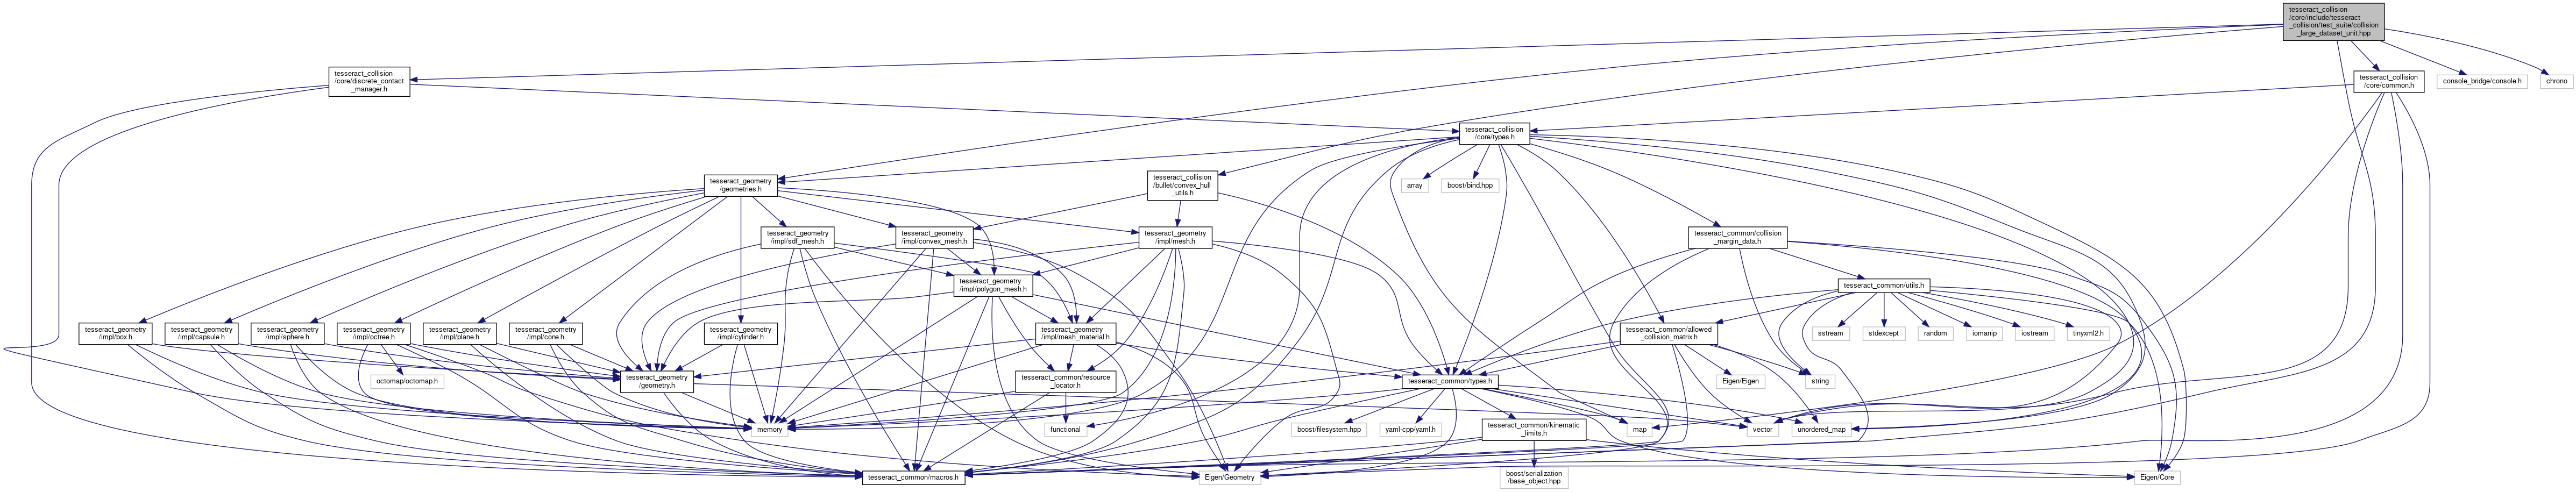 tesseract_collision
/core/include/tesseract
_collision/test_suite/collision
_large_dataset_unit.hpp
tesseract_collision
/core/discrete_contact
_manager.h
tesseract_collision
/core/common.h
console_bridge/console.h
chrono
tesseract_collision
/core/types.h
tesseract_geometry
/geometries.h
tesseract_collision
/bullet/convex_hull
_utils.h
array
boost/bind.hpp
tesseract_geometry
/impl/sdf_mesh.h
tesseract_geometry
/impl/convex_mesh.h
tesseract_geometry
/impl/mesh.h
tesseract_common/collision
_margin_data.h
tesseract_geometry
/impl/polygon_mesh.h
tesseract_common/utils.h
tesseract_geometry
/impl/box.h
tesseract_geometry
/impl/capsule.h
tesseract_geometry
/impl/sphere.h
tesseract_geometry
/impl/octree.h
tesseract_geometry
/impl/plane.h
tesseract_geometry
/impl/cone.h
tesseract_geometry
/impl/cylinder.h
tesseract_geometry
/impl/mesh_material.h
tesseract_common/allowed
_collision_matrix.h
sstream
stdexcept
random
iomanip
iostream
tinyxml2.h
octomap/octomap.h
tesseract_geometry
/geometry.h
tesseract_common/resource
_locator.h
tesseract_common/types.h
Eigen/Eigen
string
memory
functional
boost/filesystem.hpp
yaml-cpp/yaml.h
tesseract_common/kinematic
_limits.h
map
vector
unordered_map
tesseract_common/macros.h
Eigen/Geometry
boost/serialization
/base_object.hpp
Eigen/Core